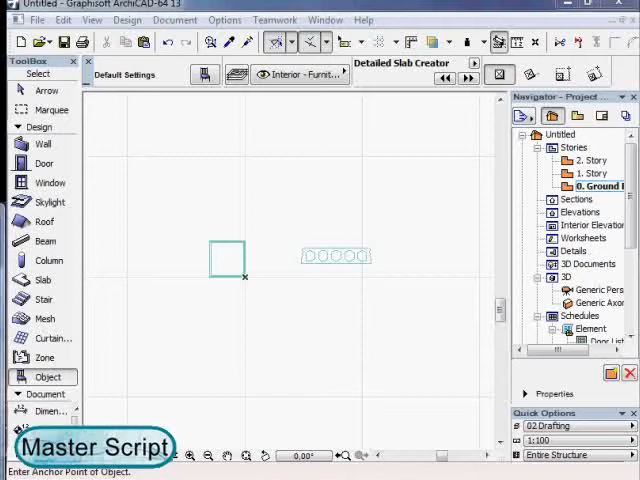 Untitled - Graphisoft ArchiCAD-64 13
File Edit View Design Document Options Teamwork Window Help
ToolBox
Select
Arrow
Marquee
Design
Wall
Door
Window
Skylight
Roof
Beam
Column
Slab
Stair
Mesh
Curtain...
Zone
Object
Document
Dimen...
Default Settings
Interior - Furnit...
Detailed Slab Creator
Navigator - Project ...
Untitled
Stories
2. Story
1. Story
0. Ground
Sections
Elevations
Interior Elevation
Worksheets
Details
3D Documents
3D
Generic Pers
Generic Axon
Schedules
Element
Door List
Properties
Quick Options
02 Drafting
1:100
Entire Structure
0.00°
Master Script
Enter Anchor Point of Object.